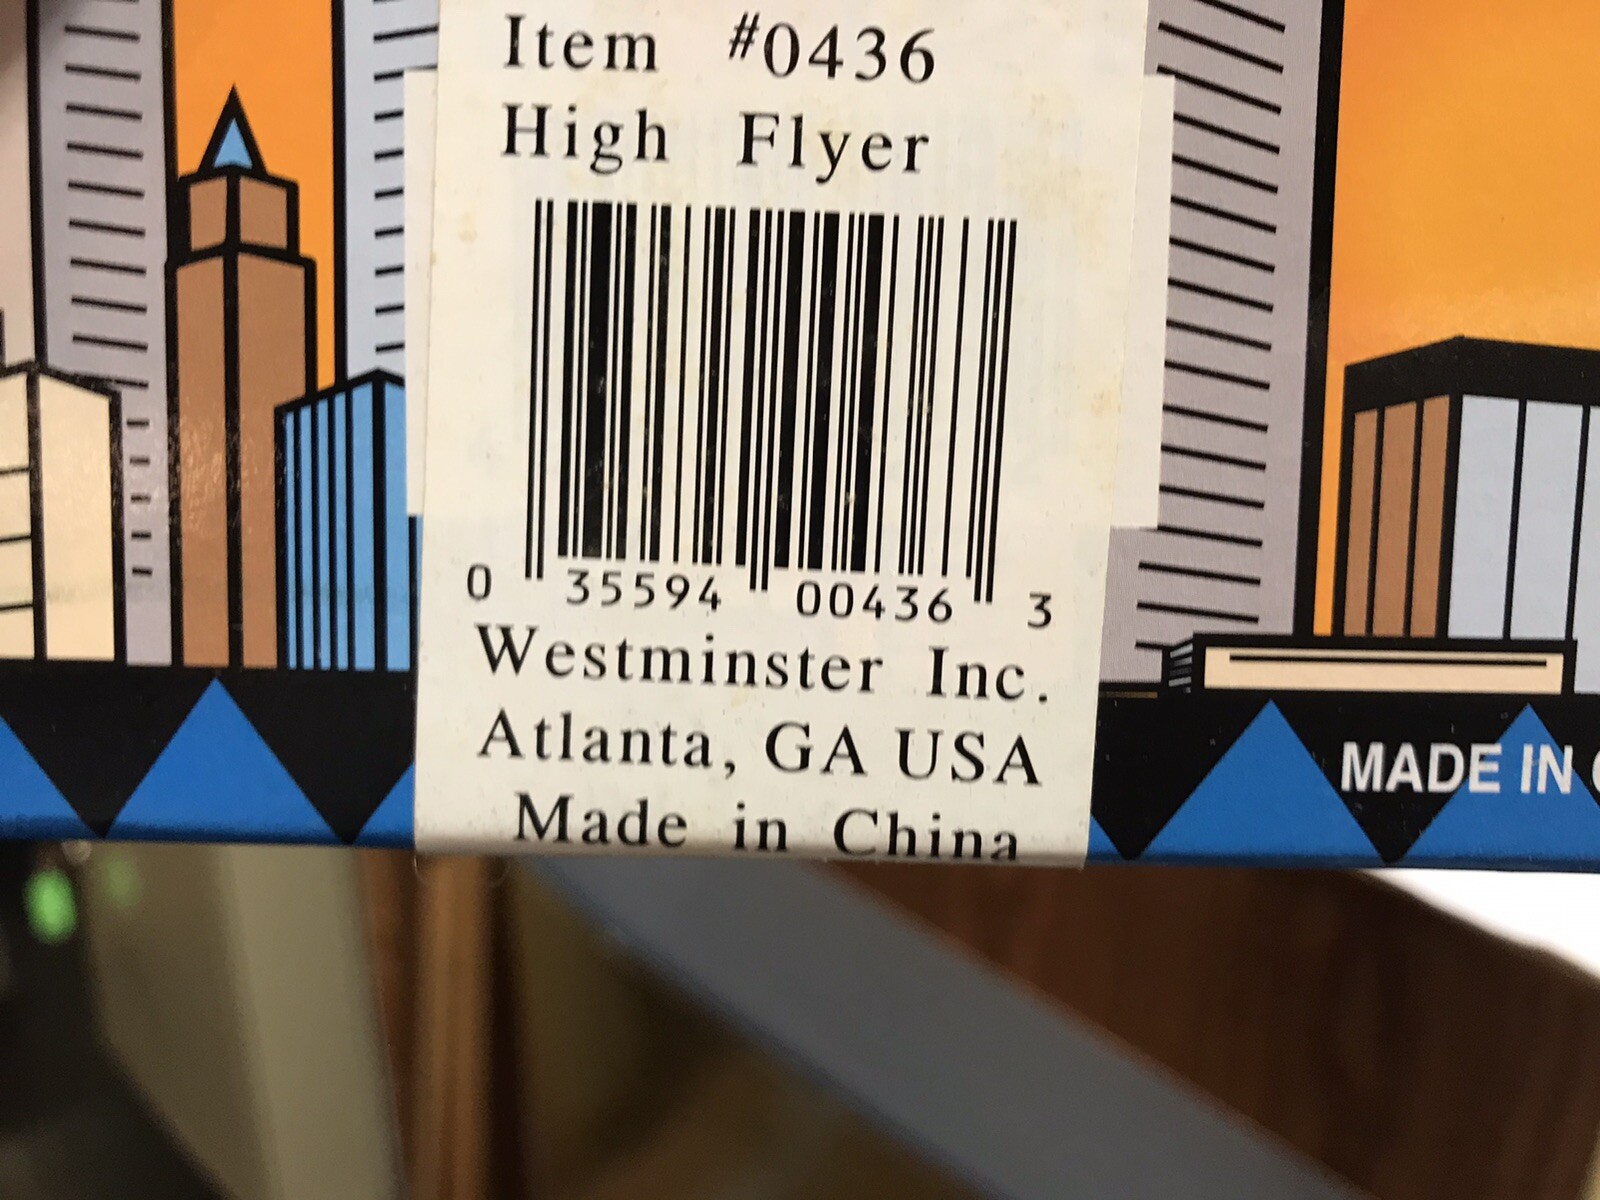 Item #0436
High Flyer
0 35594 00436 3
Westminster Inc.
Atlanta, GA USA
Made in China
MADE IN